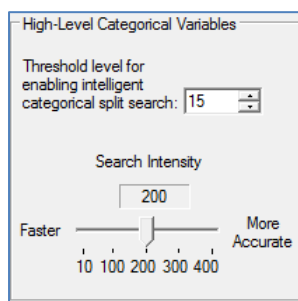 High-Level Categorical Variables
Threshold level for
enabling intelligent
categorical split search: 15
Search Intensity
200
Faster More
Accurate
10 100 200 300 400